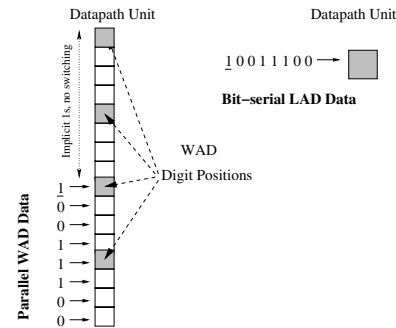 Datapath Unit
Implicit 1s, no switching
WAD
Digit Positions
Parallel WAD Data
1
0
0
1
1
1
0
0
Datapath Unit
1 0 0 1 1 1 0 0
Bit-serial LAD Data